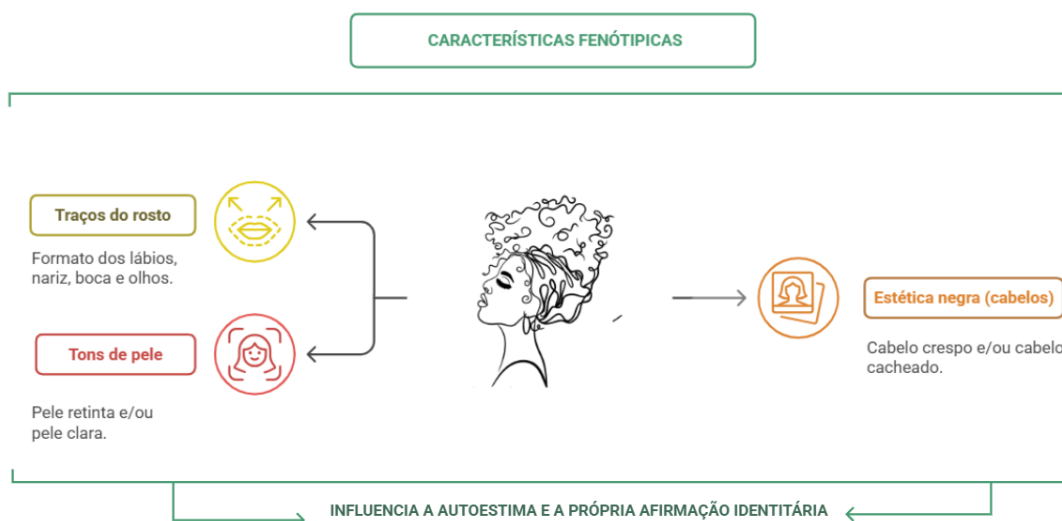 CARACTERÍSTICAS FENÓTIPICAS
Traços do rosto
Formato dos lábios,
nariz, boca e olhos.
Tons de pele
Pele retinta e/ou
pele clara.
Estética negra (cabelos)
Cabelo crespo e/ou cabelo
cacheado.
INFLUENCIA A AUTOESTIMA E A PRÓPRIA AFIRMAÇÃO IDENTITÁRIA